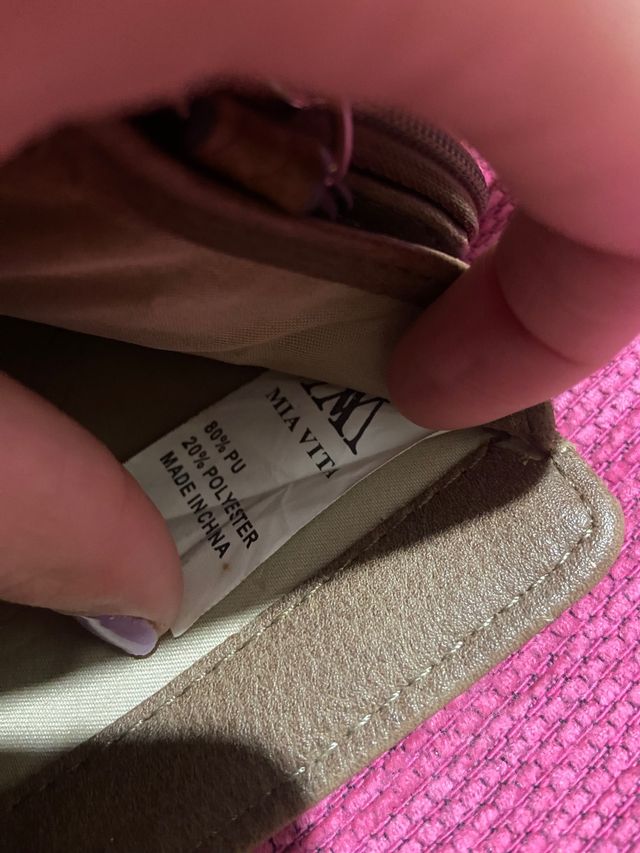 MIA VITA
80% PU
20% POLYESTER
MADE INCHNA